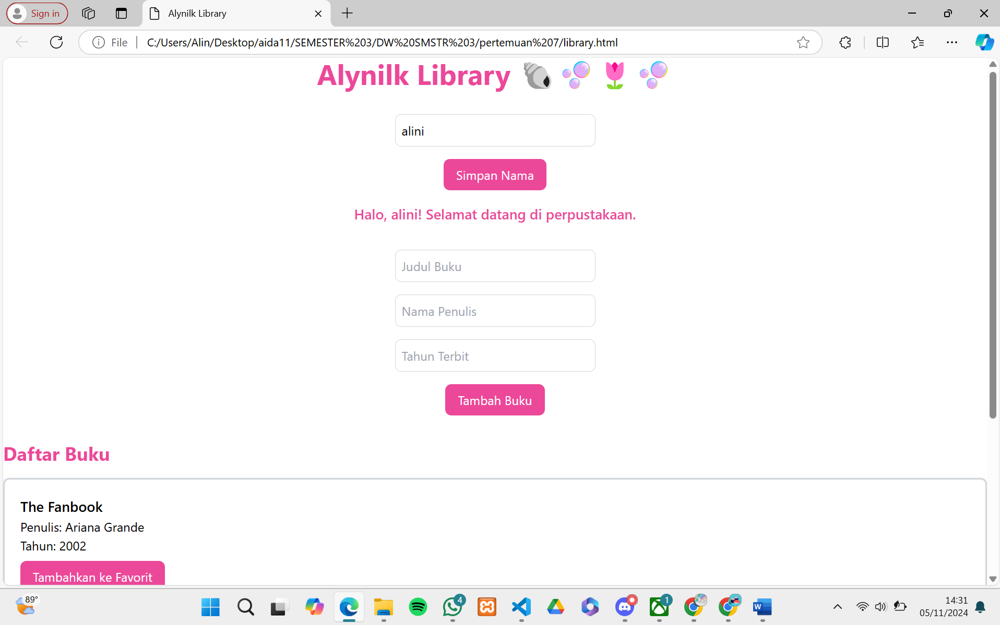 Sign in
Alynilk Library
File
C:/Users/Alin/Desktop/aida11/SEMESTER%203/DW%20SMSTR%203/pertemuan%207/library.html
Alynilk Library 🐚 🫧 🌷 🫧
alini
Simpan Nama
Halo, alini! Selamat datang di perpustakaan.
Judul Buku
Nama Penulis
Tahun Terbit
Tambah Buku
Daftar Buku
The Fanbook
Penulis: Ariana Grande
Tahun: 2002
Tambahkan ke Favorit
89°
4
1
W
14:31
05/11/2024